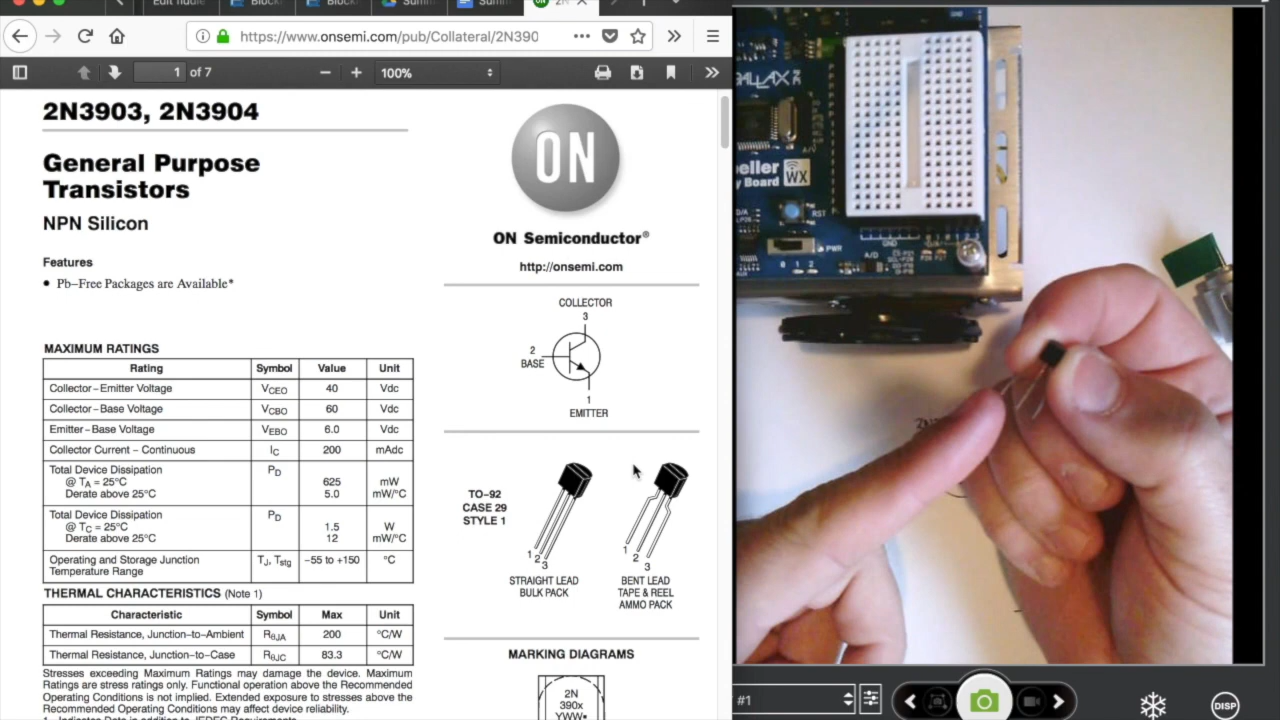 https://www.onsemi.com/pub/Collateral/2N390
1 of 7
100%
2N3903, 2N3904
General Purpose
Transistors
NPN Silicon
Features
• Pb−Free Packages are Available*
MAXIMUM RATINGS
Rating Symbol Value Unit
Collector−Emitter Voltage VCEO 40 Vdc
Collector−Base Voltage VCBO 60 Vdc
Emitter−Base Voltage VEBO 6.0 Vdc
Collector Current − Continuous IC 200 mAdc
Total Device Dissipation PD
@ TA = 25°C 625 mW
Derate above 25°C 5.0 mW/°C
Total Device Dissipation PD
@ TC = 25°C 1.5 W
Derate above 25°C 12 mW/°C
Operating and Storage Junction TJ, Tstg −55 to +150 °C
Temperature Range
THERMAL CHARACTERISTICS (Note 1)
Characteristic Symbol Max Unit
Thermal Resistance, Junction−to−Ambient RθJA 200 °C/W
Thermal Resistance, Junction−to−Case RθJC 83.3 °C/W
Stresses exceeding Maximum Ratings may damage the device. Maximum
Ratings are stress ratings only. Functional operation above the Recommended
Operating Conditions is not implied. Extended exposure to stresses above the
Recommended Operating Conditions may affect device reliability.
ON
ON Semiconductor®
http://onsemi.com
COLLECTOR
3
2
BASE
1
EMITTER
TO−92
CASE 29
STYLE 1
1
2
3
STRAIGHT LEAD
BULK PACK
1
2
3
BENT LEAD
TAPE & REEL
AMMO PACK
MARKING DIAGRAMS
2N
390x
YWW•
GND
WX
y Board
RST
PWR
0 1 2
GND
A/D
#1
DISP